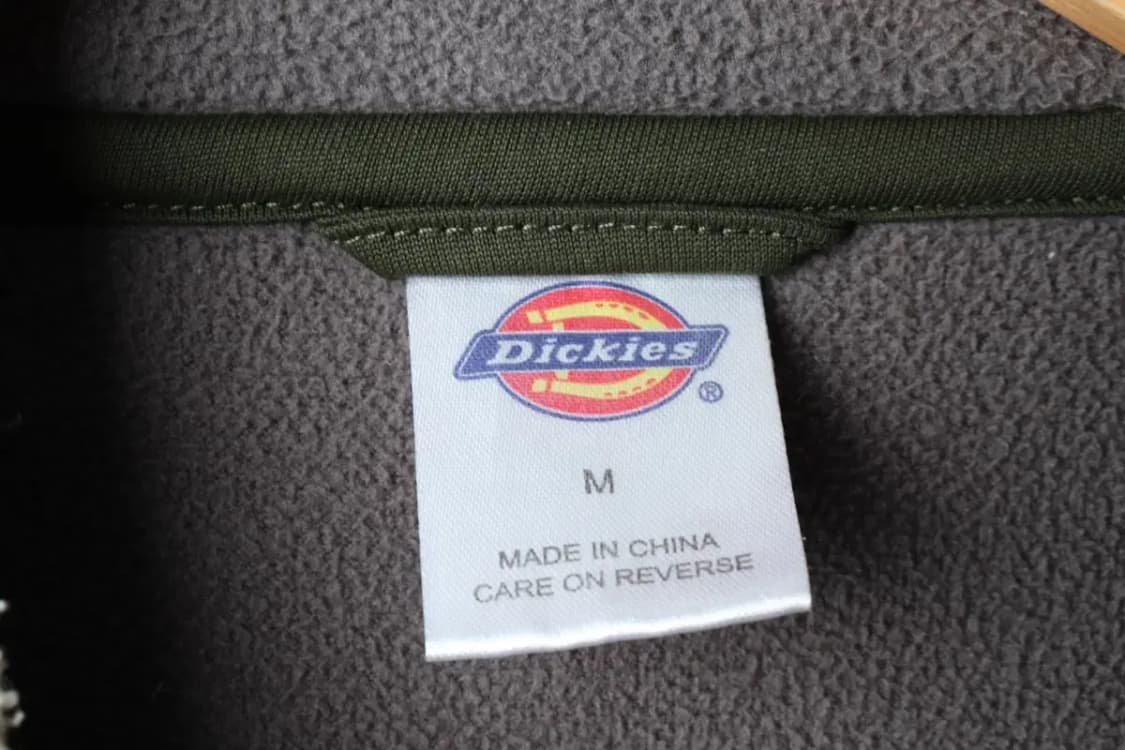 Dickies
®
M
MADE IN CHINA
CARE ON REVERSE